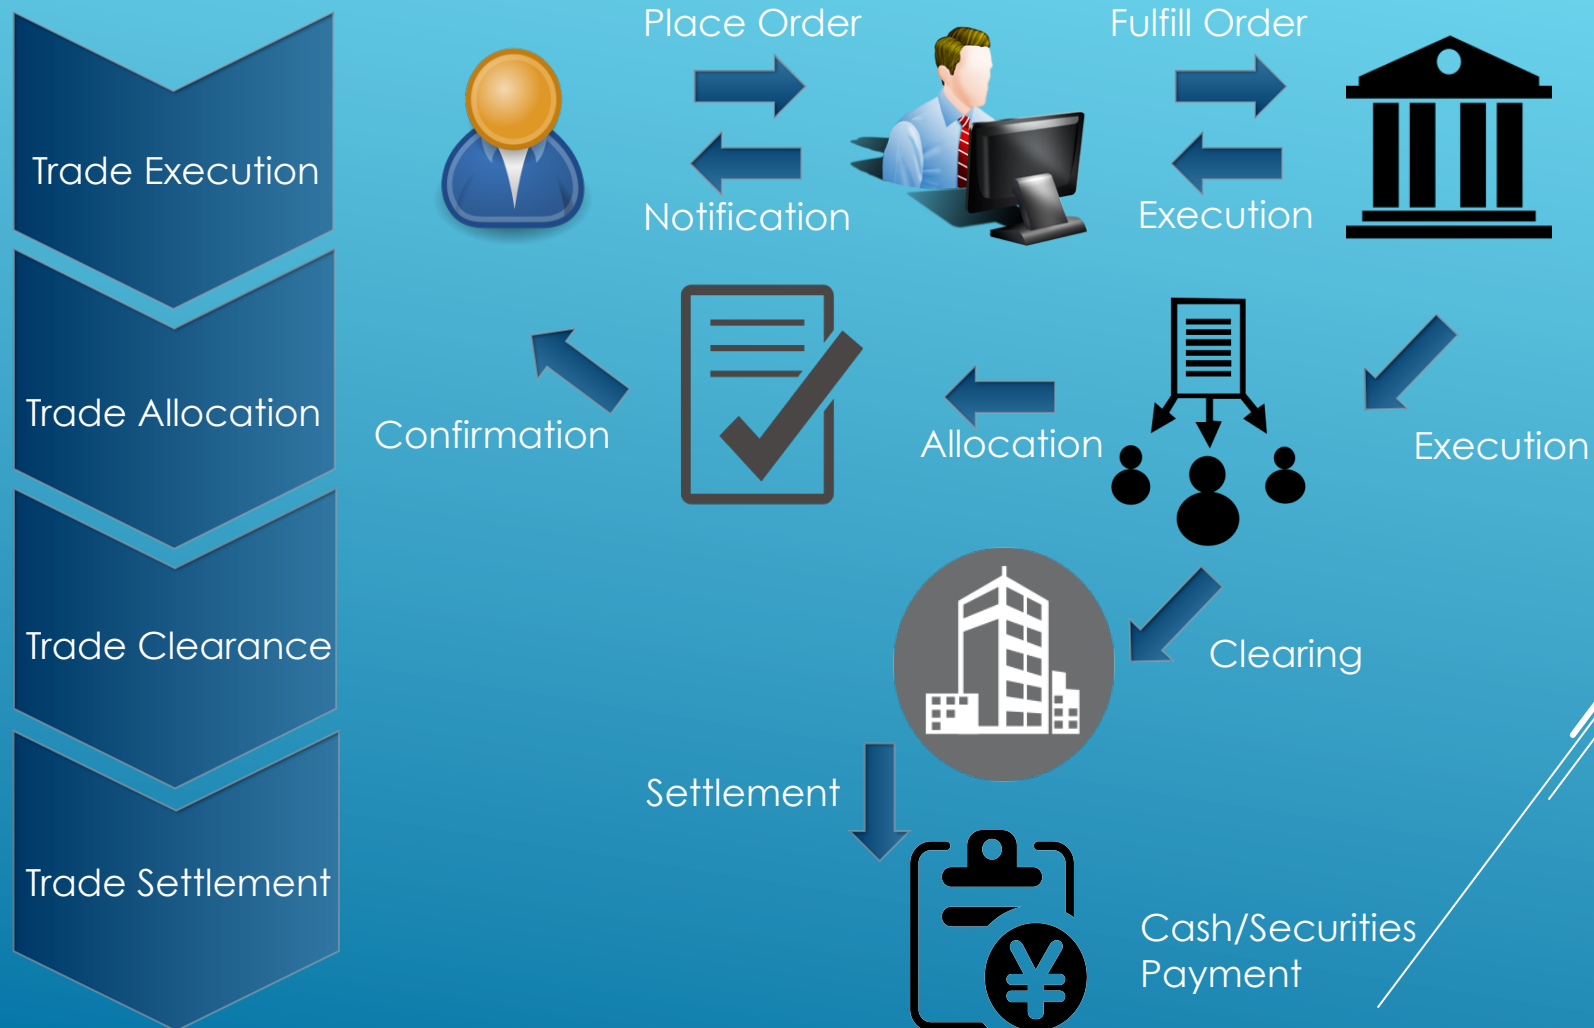 Place Order
Fulfill Order
Trade Execution
Notification
Execution
Trade Allocation
Confirmation
Allocation
Execution
Trade Clearance
Clearing
Settlement
Trade Settlement
Cash/Securities
Payment
¥